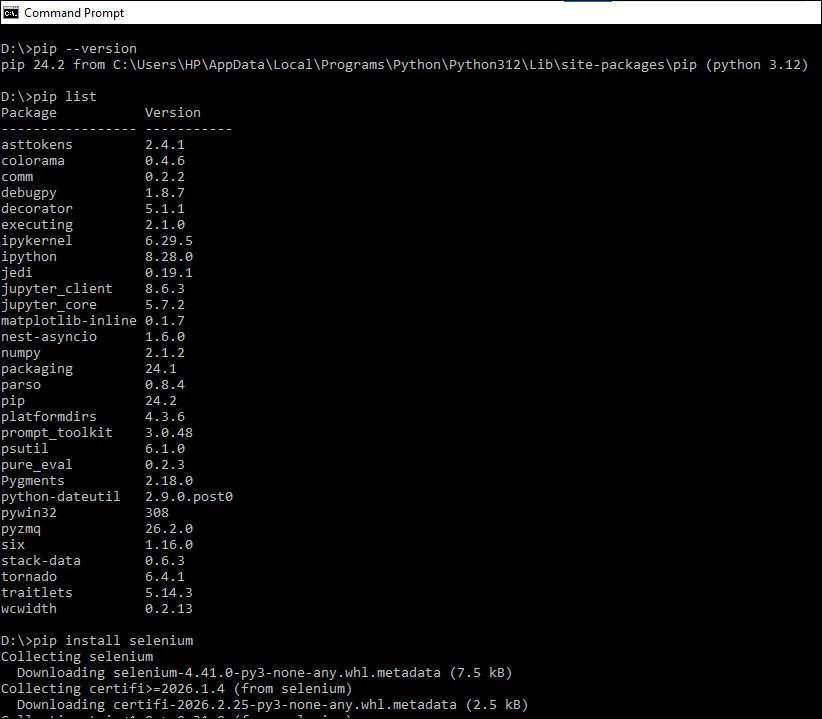 Command Prompt
D:\>pip --version
pip 24.2 from C:\Users\HP\AppData\Local\Programs\Python\Python312\Lib\site-packages\pip (python 3.12)
D:\>pip list
Package           Version
----------------- -----------
asttokens         2.4.1
colorama          0.4.6
comm              0.2.2
debugpy           1.8.7
decorator         5.1.1
executing         2.1.0
ipykernel         6.29.5
ipython           8.28.0
jedi              0.19.1
jupyter_client    8.6.3
jupyter_core      5.7.2
matplotlib-inline 0.1.7
nest-asyncio      1.6.0
numpy             2.1.2
packaging         24.1
parso             0.8.4
pip               24.2
platformdirs      4.3.6
prompt_toolkit    3.0.48
psutil            6.1.0
pure_eval         0.2.3
Pygments          2.18.0
python-dateutil   2.9.0.post0
pywin32           308
pyzmq             26.2.0
six               1.16.0
stack-data        0.6.3
tornado           6.4.1
traitlets         5.14.3
wcwidth           0.2.13
D:\>pip install selenium
Collecting selenium
  Downloading selenium-4.41.0-py3-none-any.whl.metadata (7.5 kB)
Collecting certifi>=2026.1.4 (from selenium)
  Downloading certifi-2026.2.25-py3-none-any.whl.metadata (2.5 kB)